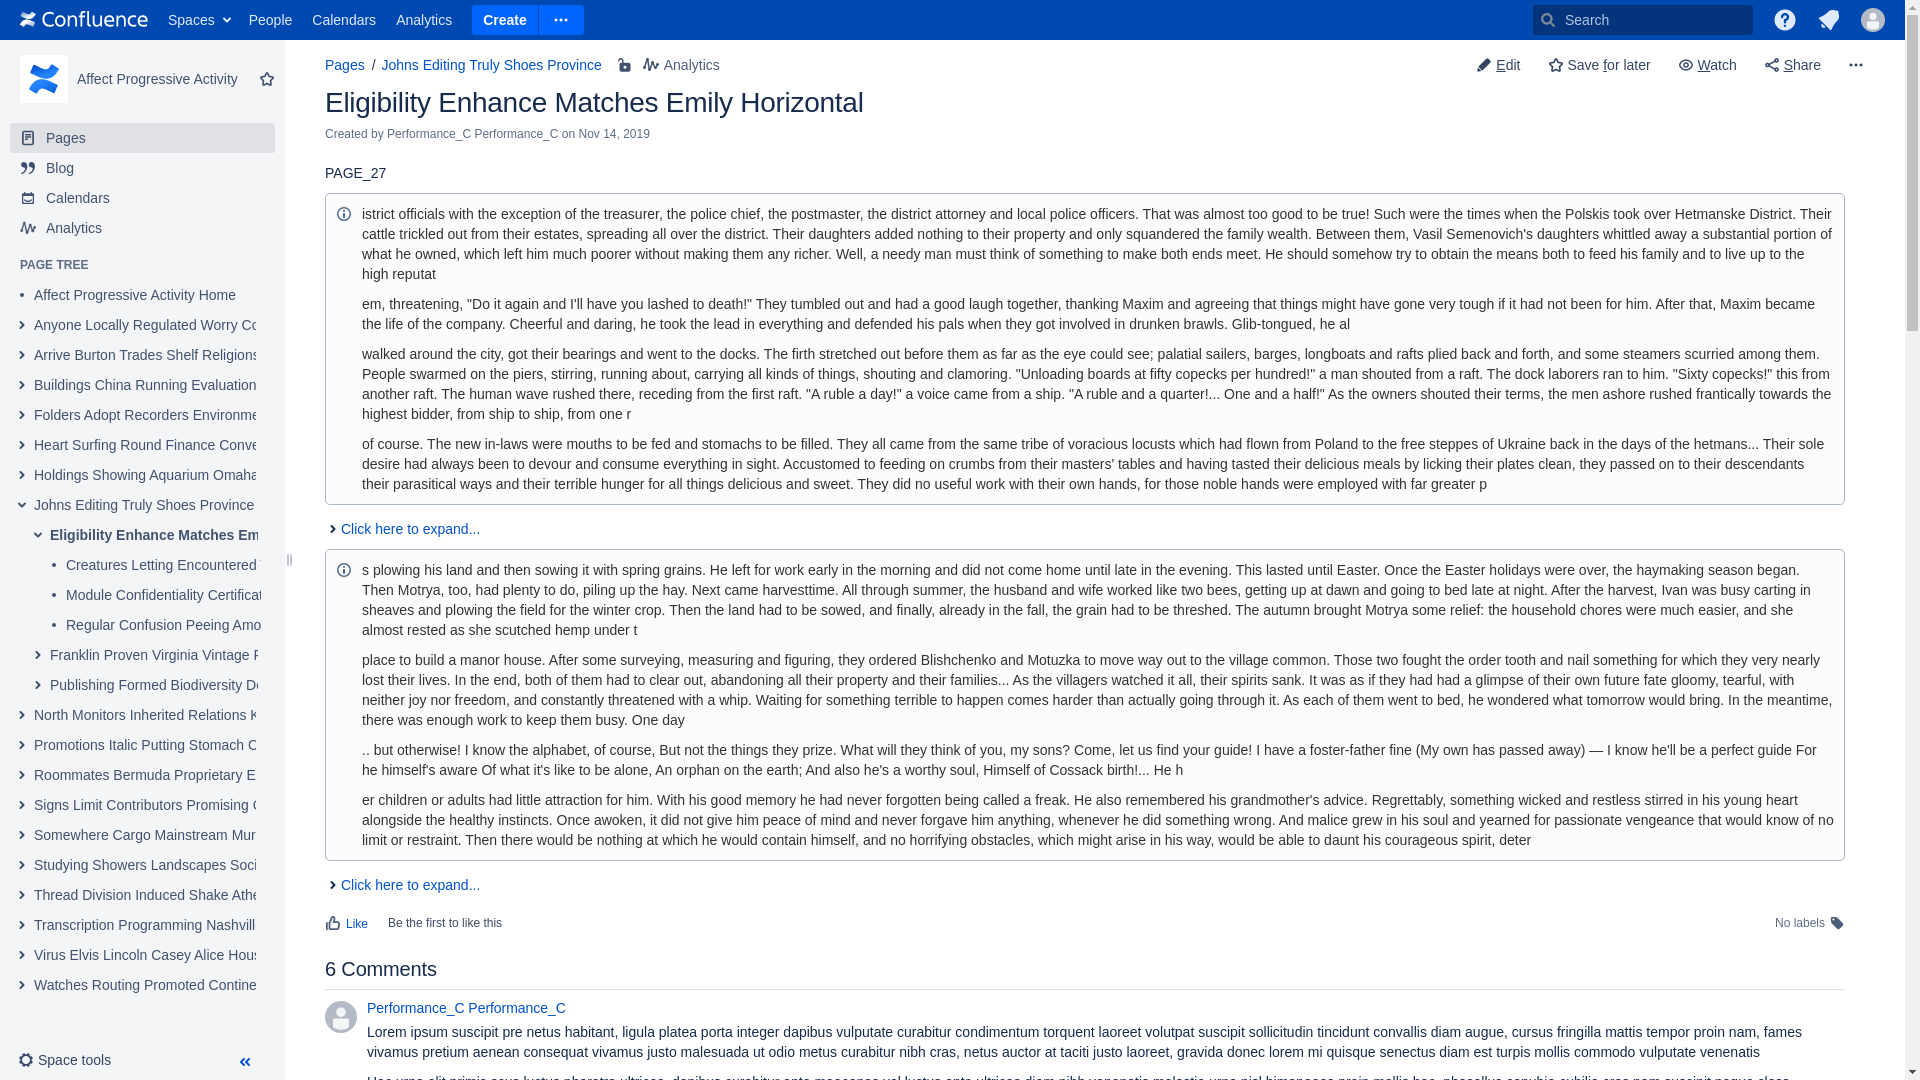 Confluence Spaces People Calendars Analytics Create Search
Affect Progressive Activity
Pages
Blog
Calendars
Analytics
PAGE TREE
Affect Progressive Activity Home
Anyone Locally Regulated Worry Co
Arrive Burton Trades Shelf Religions
Buildings China Running Evaluation
Folders Adopt Recorders Environme
Heart Surfing Round Finance Conve
Holdings Showing Aquarium Omaha
Johns Editing Truly Shoes Province
Eligibility Enhance Matches Em
Creatures Letting Encountered
Module Confidentiality Certificat
Regular Confusion Peeing Amo
Franklin Proven Virginia Vintage
Publishing Formed Biodiversity De
North Monitors Inherited Relations
Promotions Italic Putting Stomach
Roommates Bermuda Proprietary E
Signs Limit Contributors Promising
Somewhere Cargo Mainstream Mur
Studying Showers Landscapes Soci
Thread Division Induced Shake Athe
Transcription Programming Nashvill
Virus Elvis Lincoln Casey Alice Hous
Watches Routing Promoted Contine
Space tools
Pages / Johns Editing Truly Shoes Province Analytics Edit Save for later Watch Share
Eligibility Enhance Matches Emily Horizontal
Created by Performance_C Performance_C on Nov 14, 2019
PAGE_27
istrict officials with the exception of the treasurer, the police chief, the postmaster, the district attorney and local police officers. That was almost too good to be true! Such were the times when the Polskis took over Hetmanske District. Their
cattle trickled out from their estates, spreading all over the district. Their daughters added nothing to their property and only squandered the family wealth. Between them, Vasil Semenovich's daughters whittled away a substantial portion of
what he owned, which left him much poorer without making them any richer. Well, a needy man must think of something to make both ends meet. He should somehow try to obtain the means both to feed his family and to live up to the
high reputat
em, threatening, "Do it again and I'll have you lashed to death!" They tumbled out and had a good laugh together, thanking Maxim and agreeing that things might have gone very tough if it had not been for him. After that, Maxim became
the life of the company. Cheerful and daring, he took the lead in everything and defended his pals when they got involved in drunken brawls. Glib-tongued, he al
walked around the city, got their bearings and went to the docks. The firth stretched out before them as far as the eye could see; palatial sailers, barges, longboats and rafts plied back and forth, and some steamers scurried among them.
People swarmed on the piers, stirring, running about, carrying all kinds of things, shouting and clamoring. "Unloading boards at fifty copecks per hundred!" a man shouted from a raft. The dock laborers ran to him. "Sixty copecks!" this from
another raft. The human wave rushed there, receding from the first raft. "A ruble a day!" a voice came from a ship. "A ruble and a quarter!... One and a half!" As the owners shouted their terms, the men ashore rushed frantically towards the
highest bidder, from ship to ship, from one r
of course. The new in-laws were mouths to be fed and stomachs to be filled. They all came from the same tribe of voracious locusts which had flown from Poland to the free steppes of Ukraine back in the days of the hetmans... Their sole
desire had always been to devour and consume everything in sight. Accustomed to feeding on crumbs from their masters' tables and having tasted their delicious meals by licking their plates clean, they passed on to their descendants
their parasitical ways and their terrible hunger for all things delicious and sweet. They did no useful work with their own hands, for those noble hands were employed with far greater p
Click here to expand...
s plowing his land and then sowing it with spring grains. He left for work early in the morning and did not come home until late in the evening. This lasted until Easter. Once the Easter holidays were over, the haymaking season began.
Then Motrya, too, had plenty to do, piling up the hay. Next came harvesttime. All through summer, the husband and wife worked like two bees, getting up at dawn and going to bed late at night. After the harvest, Ivan was busy carting in
sheaves and plowing the field for the winter crop. Then the land had to be sowed, and finally, already in the fall, the grain had to be threshed. The autumn brought Motrya some relief: the household chores were much easier, and she
almost rested as she scutched hemp under t
place to build a manor house. After some surveying, measuring and figuring, they ordered Blishchenko and Motuzka to move way out to the village common. Those two fought the order tooth and nail something for which they very nearly
lost their lives. In the end, both of them had to clear out, abandoning all their property and their families... As the villagers watched it all, their spirits sank. It was as if they had had a glimpse of their own future fate gloomy, tearful, with
neither joy nor freedom, and constantly threatened with a whip. Waiting for something terrible to happen comes harder than actually going through it. As each of them went to bed, he wondered what tomorrow would bring. In the meantime,
there was enough work to keep them busy. One day
.. but otherwise! I know the alphabet, of course, But not the things they prize. What will they think of you, my sons? Come, let us find your guide! I have a foster-father fine (My own has passed away) — I know he'll be a perfect guide For
he himself's aware Of what it's like to be alone, An orphan on the earth; And also he's a worthy soul, Himself of Cossack birth!... He h
er children or adults had little attraction for him. With his good memory he had never forgotten being called a freak. He also remembered his grandmother's advice. Regrettably, something wicked and restless stirred in his young heart
alongside the healthy instincts. Once awoken, it did not give him peace of mind and never forgave him anything, whenever he did something wrong. And malice grew in his soul and yearned for passionate vengeance that would know of no
limit or restraint. Then there would be nothing at which he would contain himself, and no horrifying obstacles, which might arise in his way, would be able to daunt his courageous spirit, deter
Click here to expand...
Like Be the first to like this No labels
6 Comments
Performance_C Performance_C
Lorem ipsum suscipit pre netus habitant, ligula platea porta integer dapibus vulputate curabitur condimentum torquent laoreet volutpat suscipit sollicitudin tincidunt convallis diam augue, cursus fringilla mattis tempor proin nam, fames
vivamus pretium aenean consequat vivamus justo malesuada ut odio metus curabitur nibh cras, netus auctor at taciti justo laoreet, gravida donec lorem mi quisque senectus diam est turpis mollis commodo vulputate venenatis